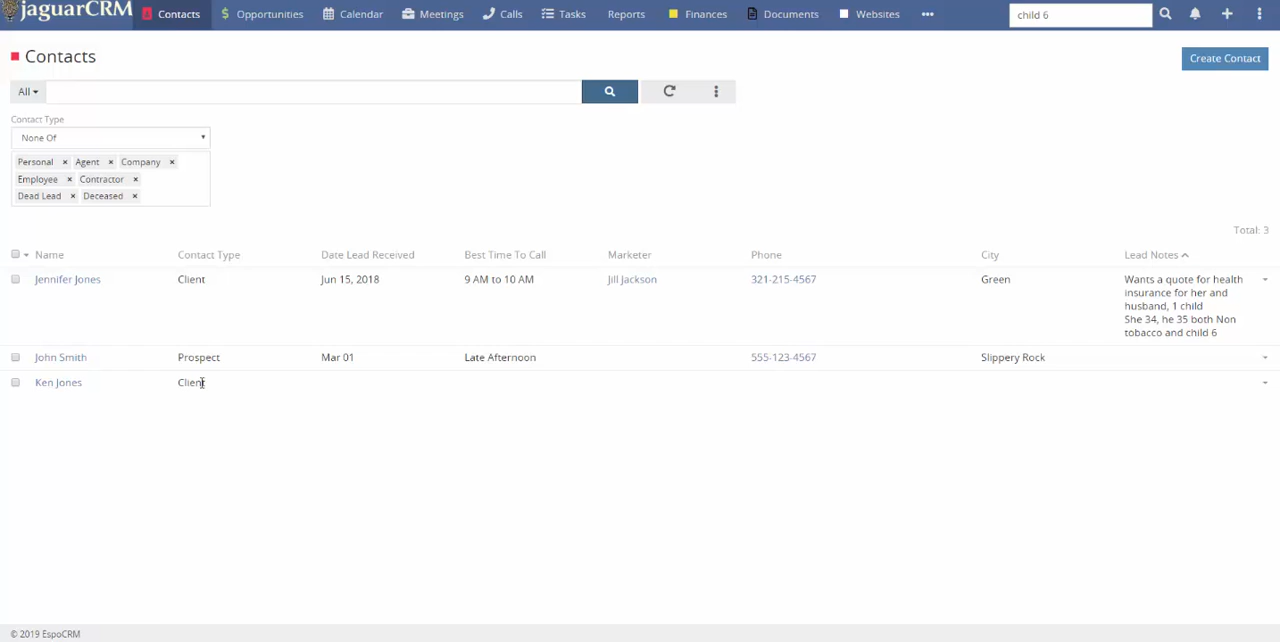 jaguarCRM Contacts $ Opportunities Calendar Meetings Calls Tasks Reports Finances Documents Websites ••• child 6
Contacts
Create Contact
All
Contact Type
None Of
Personal × Agent × Company ×
Employee × Contractor ×
Dead Lead × Deceased ×
Total: 3
Name Contact Type Date Lead Received Best Time To Call Marketer Phone City Lead Notes
Jennifer Jones Client Jun 15, 2018 9 AM to 10 AM Jill Jackson 321-215-4567 Green Wants a quote for health
insurance for her and
husband, 1 child
She 34, he 35 both Non
tobacco and child 6
John Smith Prospect Mar 01 Late Afternoon 555-123-4567 Slippery Rock
Ken Jones Client
© 2019 EspoCRM